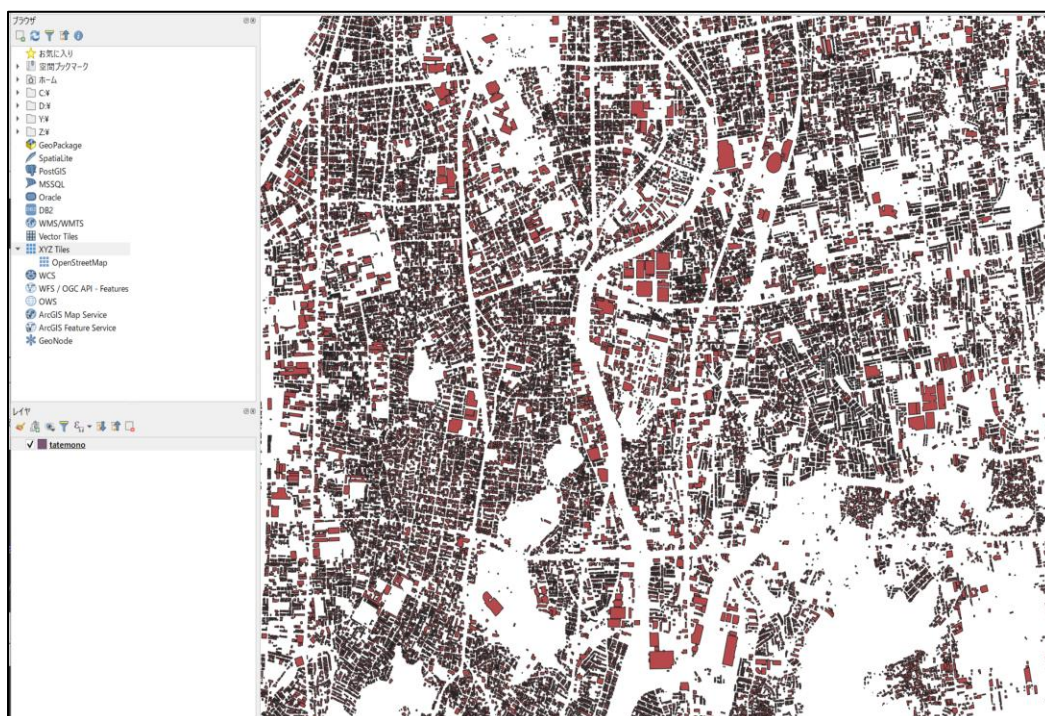 ブラウザ
お気に入り
空間ブックマーク
ホーム
C:¥
D:¥
Y:¥
Z:¥
GeoPackage
SpatiaLite
PostGIS
MSSQL
Oracle
DB2
WMS/WMTS
Vector Tiles
XYZ Tiles
OpenStreetMap
WCS
WFS / OGC API - Features
OWS
ArcGIS Map Service
ArcGIS Feature Service
GeoNode
レイヤ
tatemono